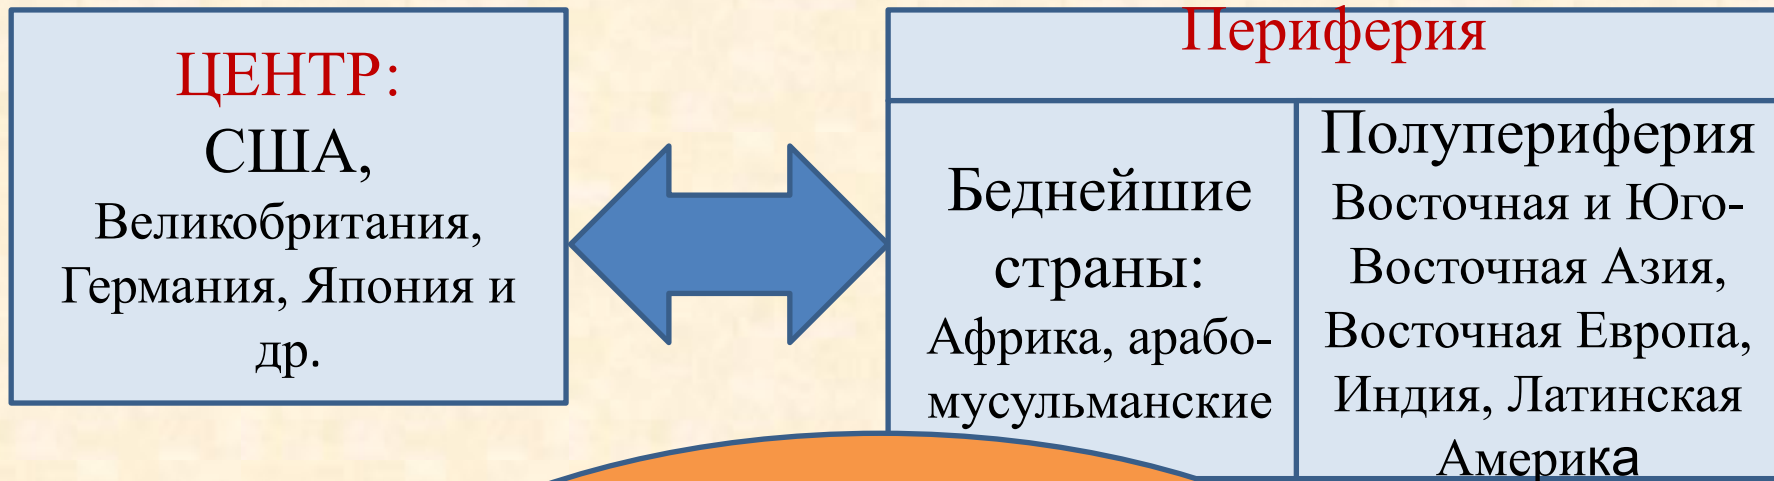 ЦЕНТР:
США,
Великобритания,
Германия, Япония и
др.
Периферия
Беднейшие
страны:
Африка, арабо-
мусульманские
Полупериферия
Восточная и Юго-
Восточная Азия,
Восточная Европа,
Индия, Латинская
Америка